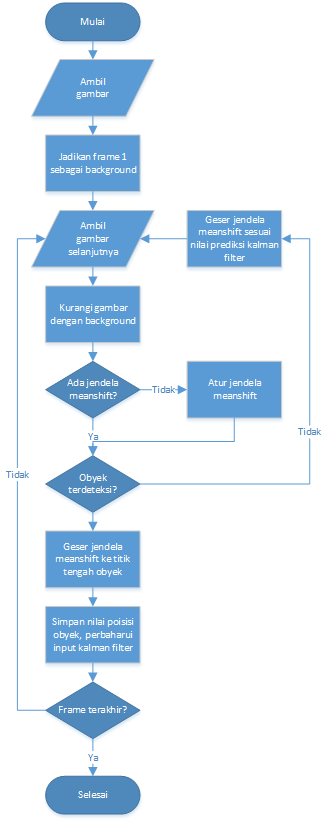 Mulai
Ambil
gambar
Jadikan frame 1
sebagai background
Ambil
gambar
selanjutnya
Geser jendela
meanshift sesuai
nilai prediksi kalman
filter
Kurangi gambar
dengan background
Ada jendela
meanshift?
Tidak
Atur jendela
meanshift
Ya
Tidak
Obyek
terdeteksi?
Tidak
Geser jendela
meanshift ke titik
tengah obyek
Simpan nilai poisisi
obyek, perbaharui
input kalman filter
Frame terakhir?
Ya
Selesai